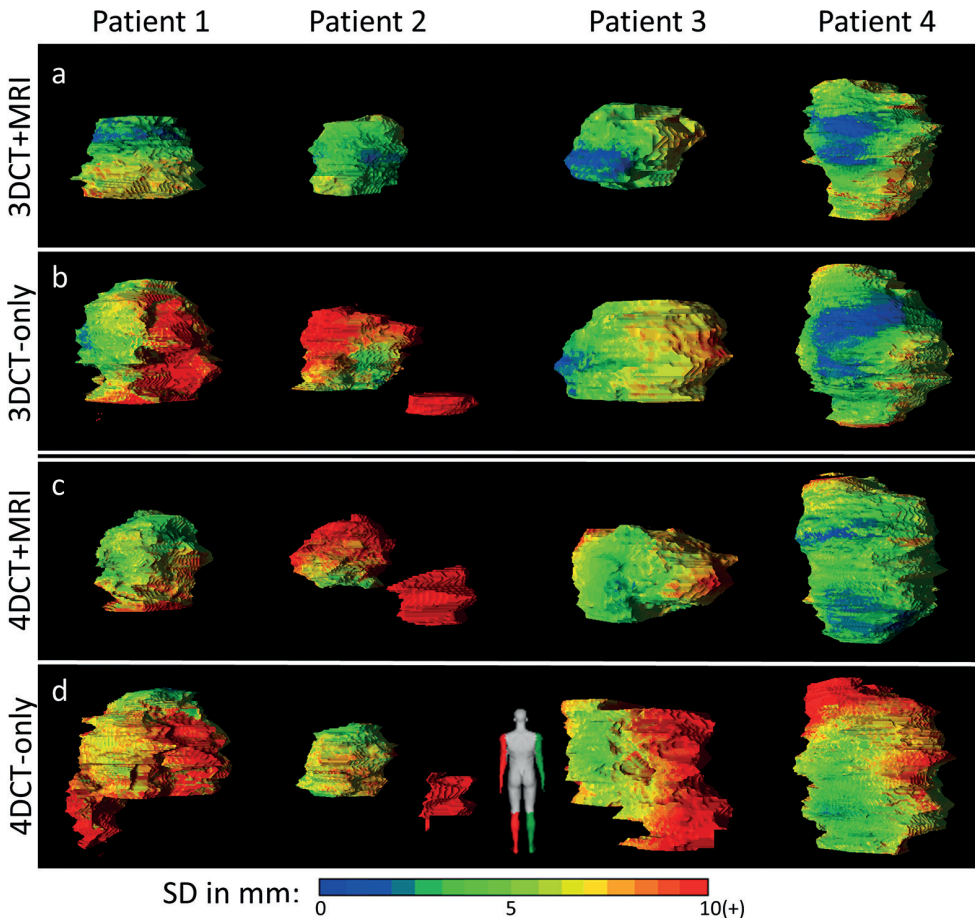 Patient 1 Patient 2 Patient 3 Patient 4
3DCT+MRI
a
3DCT-only
b
4DCT+MRI
c
4DCT-only
d
SD in mm:
0 5 10(+)